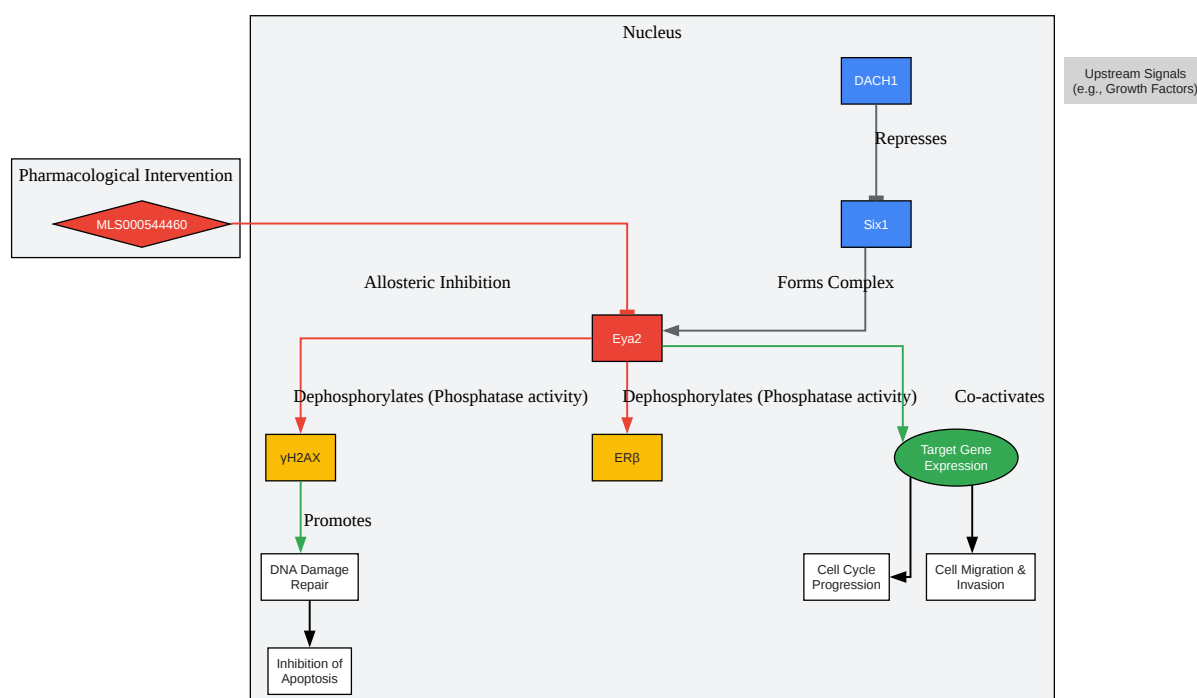 Nucleus
DACH1
Upstream Signals
(e.g., Growth Factors)
Represses
Pharmacological Intervention
MLS000544460
Six1
Allosteric Inhibition
Forms Complex
Eya2
Dephosphorylates (Phosphatase activity)
Dephosphorylates (Phosphatase activity)
Co-activates
γH2AX
ERβ
Target Gene
Expression
Promotes
DNA Damage
Repair
Cell Cycle
Progression
Cell Migration &
Invasion
Inhibition of
Apoptosis